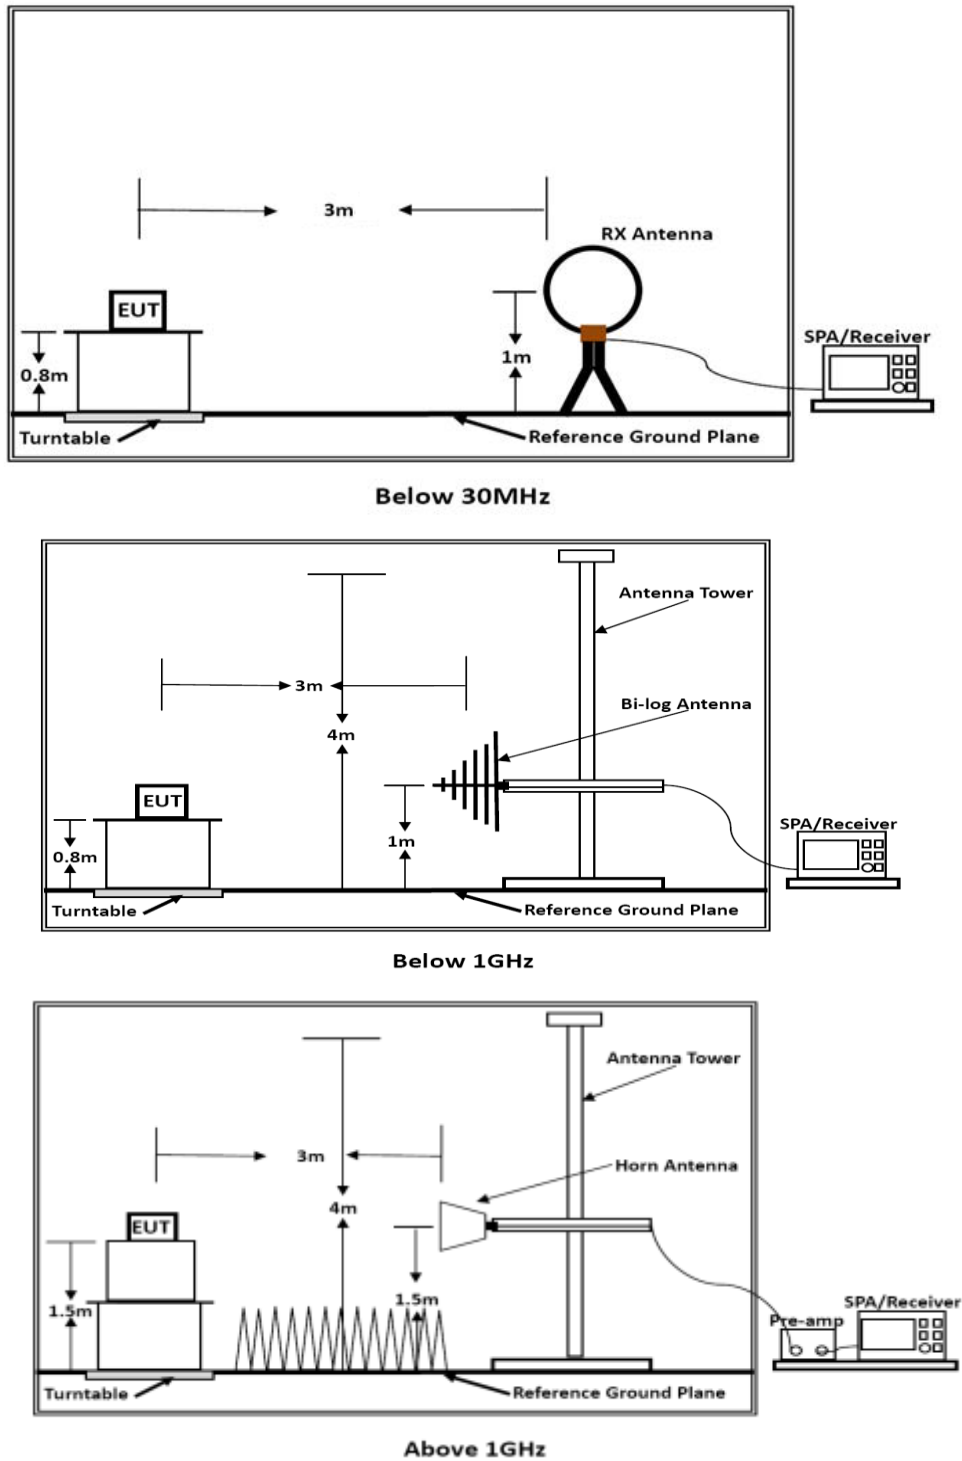 3m
RX Antenna
EUT
SPA/Receiver
1m
0.8m
Turntable
Reference Ground Plane
Below 30MHz
Antenna Tower
3m
Bi-log Antenna
4m
EUT
SPA/Receiver
1m
0.8m
Turntable
Reference Ground Plane
Below 1GHz
Antenna Tower
3m
Horn Antenna
4m
EUT
1.5m
1.5m
SPA/Receiver
Pre-amp
Turntable
Reference Ground Plane
Above 1GHz